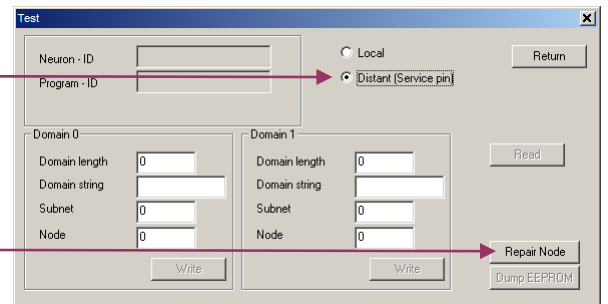 Test
Neuron - ID
Program - ID
Local
Distant (Service pin)
Return
Domain 0
Domain length 0
Domain string
Subnet 0
Node 0
Write
Domain 1
Domain length 0
Domain string
Subnet 0
Node 0
Write
Read
Repair Node
Dump EEPROM